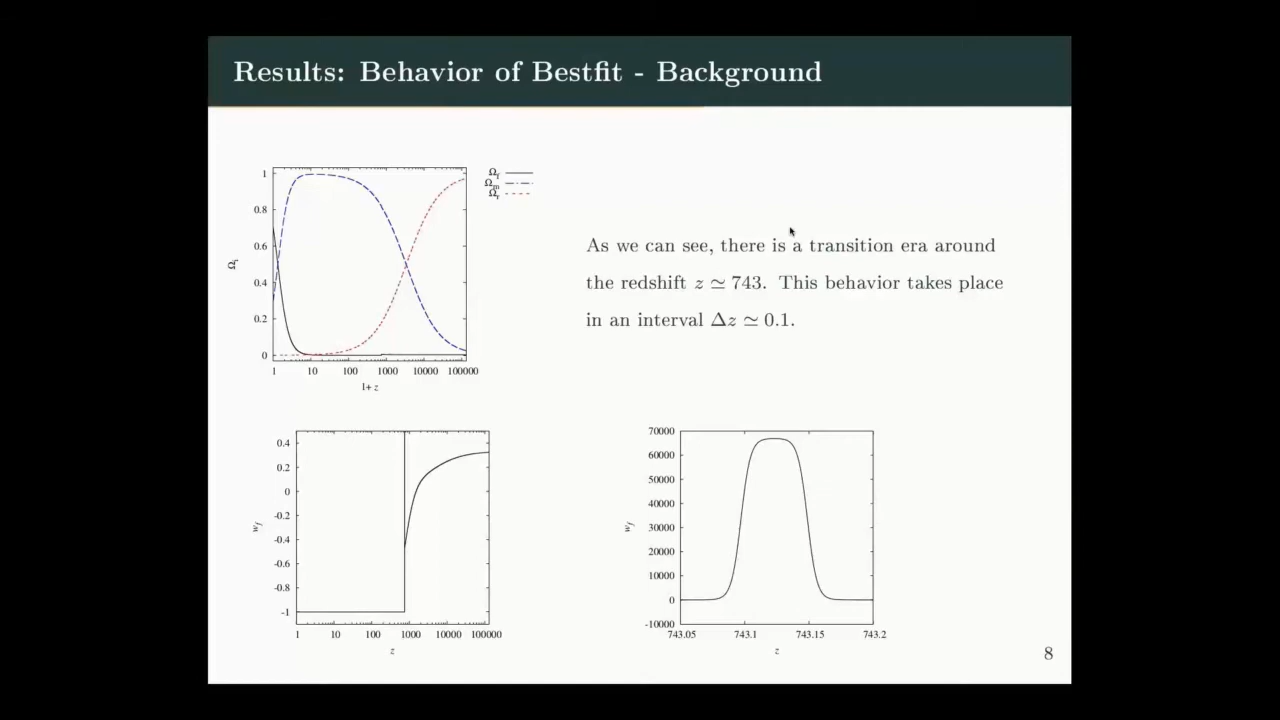 Results: Behavior of Bestfit - Background
Ω_f
Ω_m
Ω_r
1
0.8
0.6
0.4
0.2
0
Ω_i
1 10 100 1000 10000 100000
1+ z
As we can see, there is a transition era around
the redshift z ≃ 743. This behavior takes place
in an interval Δz ≃ 0.1.
0.4
0.2
0
-0.2
-0.4
-0.6
-0.8
-1
w_f
1 10 100 1000 10000 100000
z
70000
60000
50000
40000
30000
20000
10000
0
-10000
w_f
743.05 743.1 743.15 743.2
z
8